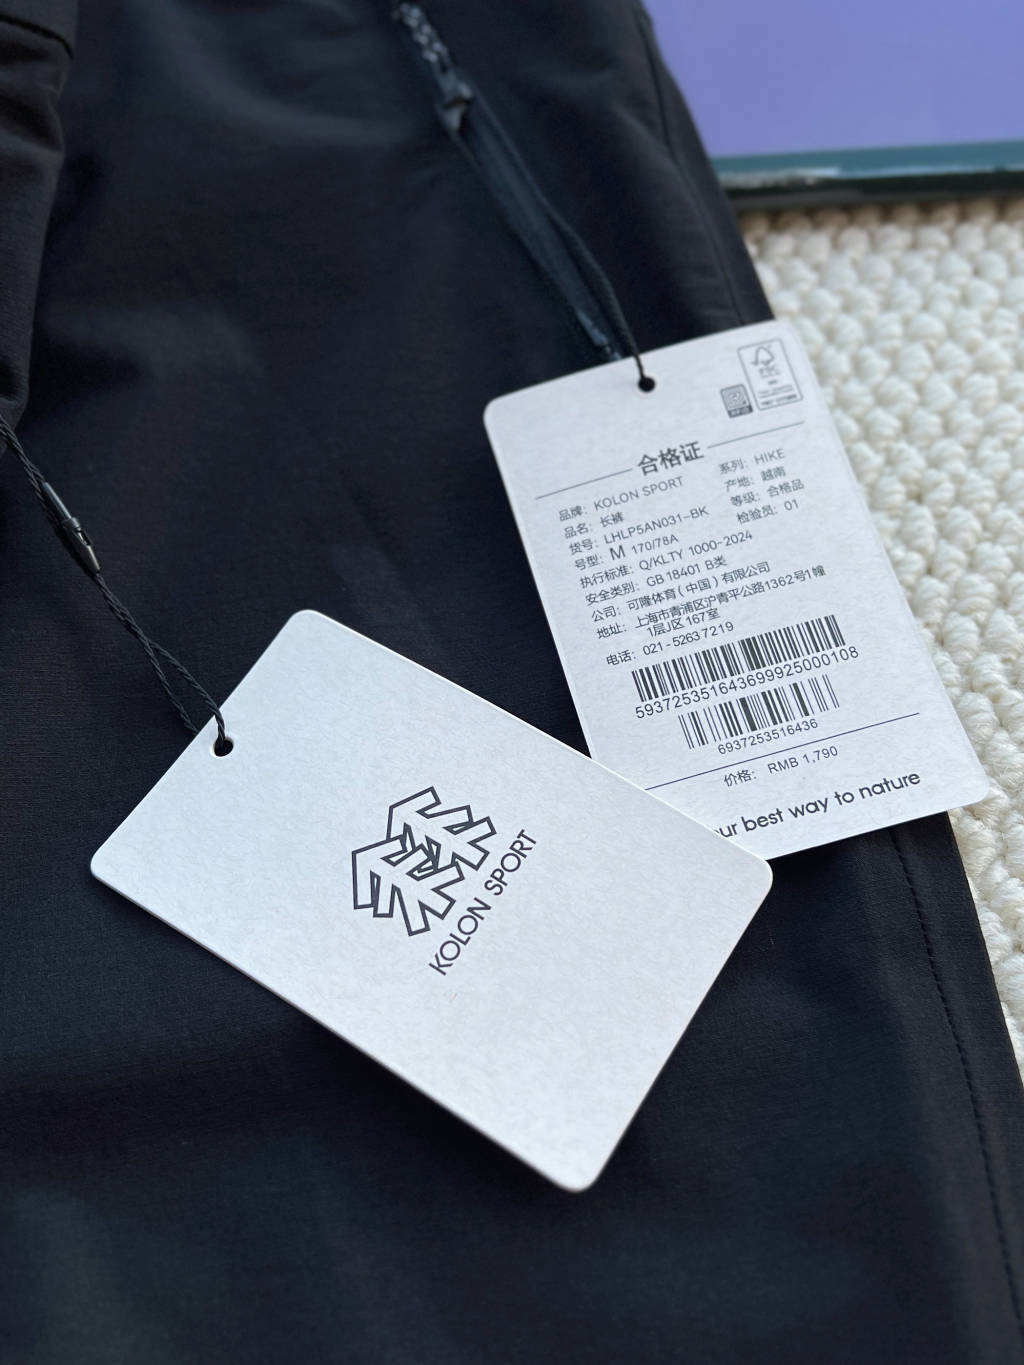 FSC
RFID
合格证
品牌：KOLON SPORT
系列：HIKE
品名：长裤
产地：越南
货号：LHLP5AN031-BK
等级：合格品
号型：M 170/78A
检验员：01
执行标准：Q/KLTY 1000-2024
安全类别：GB 18401 B类
公司：可隆体育(中国)有限公司
地址：上海市青浦区沪青平公路1362号1幢
1层J区167室
电话：021-52637219
593725351643699925000108
6937253516436
价格：RMB 1,790
best way to nature
KOLON SPORT